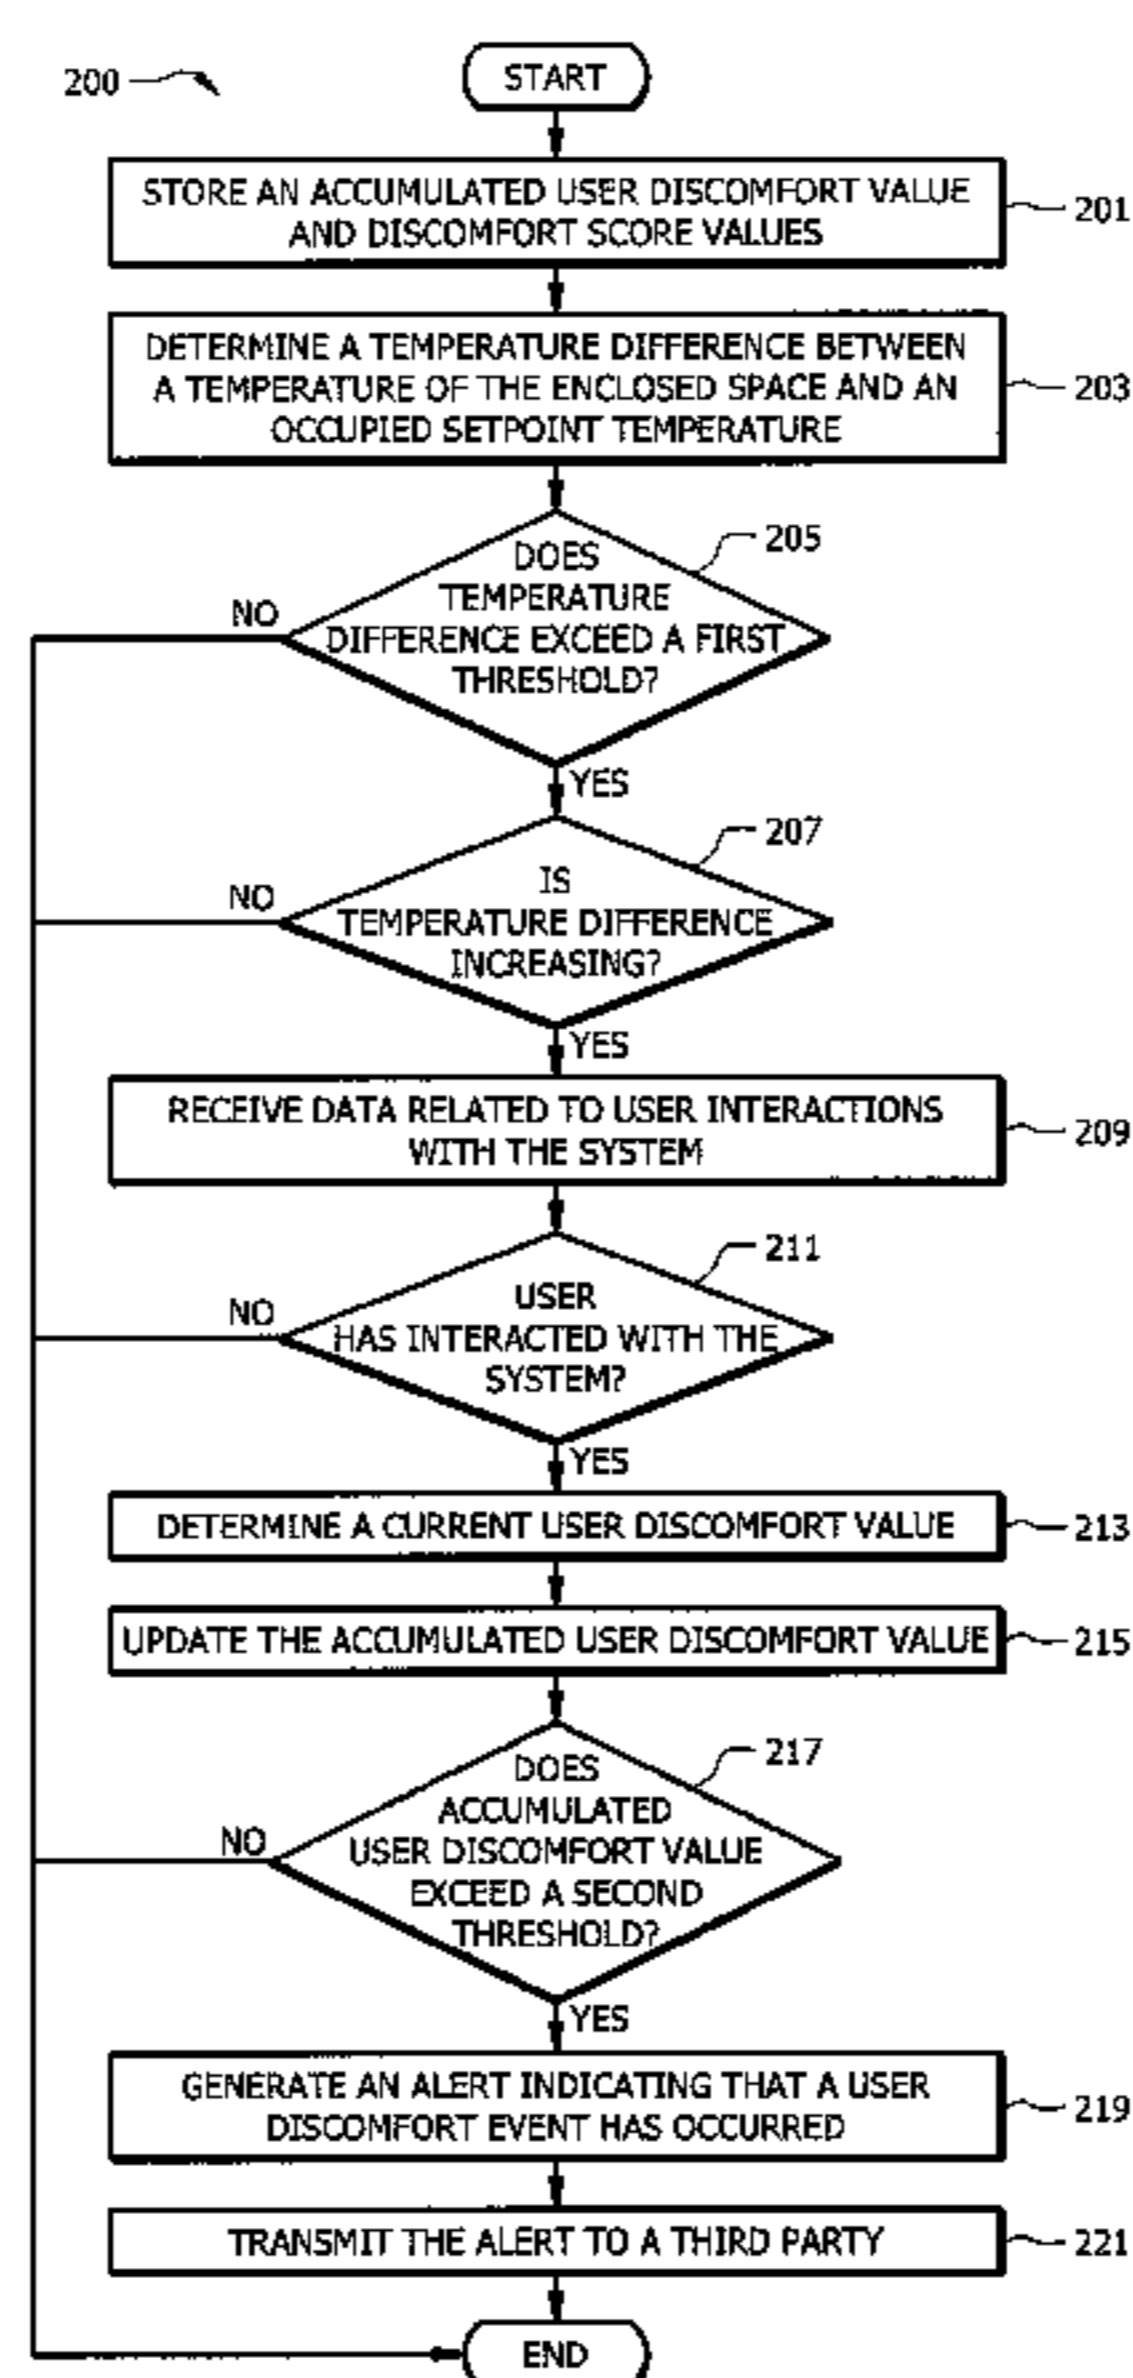 200
START
STORE AN ACCUMULATED USER DISCOMFORT VALUE
AND DISCOMFORT SCORE VALUES
201
DETERMINE A TEMPERATURE DIFFERENCE BETWEEN
A TEMPERATURE OF THE ENCLOSED SPACE AND AN
OCCUPIED SETPOINT TEMPERATURE
203
205
DOES
TEMPERATURE
DIFFERENCE EXCEED A FIRST
THRESHOLD?
NO
YES
207
IS
TEMPERATURE DIFFERENCE
INCREASING?
NO
YES
RECEIVE DATA RELATED TO USER INTERACTIONS
WITH THE SYSTEM
209
211
USER
HAS INTERACTED WITH THE
SYSTEM?
NO
YES
DETERMINE A CURRENT USER DISCOMFORT VALUE
213
UPDATE THE ACCUMULATED USER DISCOMFORT VALUE
215
217
DOES
ACCUMULATED
USER DISCOMFORT VALUE
EXCEED A SECOND
THRESHOLD?
NO
YES
GENERATE AN ALERT INDICATING THAT A USER
DISCOMFORT EVENT HAS OCCURRED
219
TRANSMIT THE ALERT TO A THIRD PARTY
221
END